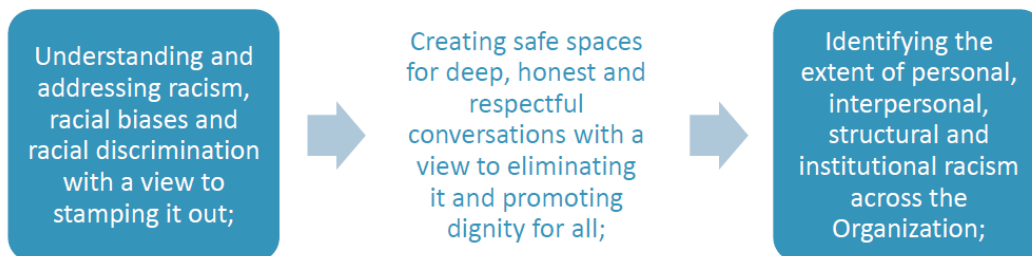 Understanding and
addressing racism,
racial biases and
racial discrimination
with a view to
stamping it out;
Creating safe spaces
for deep, honest and
respectful
conversations with a
view to eliminating
it and promoting
dignity for all;
Identifying the
extent of personal,
interpersonal,
structural and
institutional racism
across the
Organization;